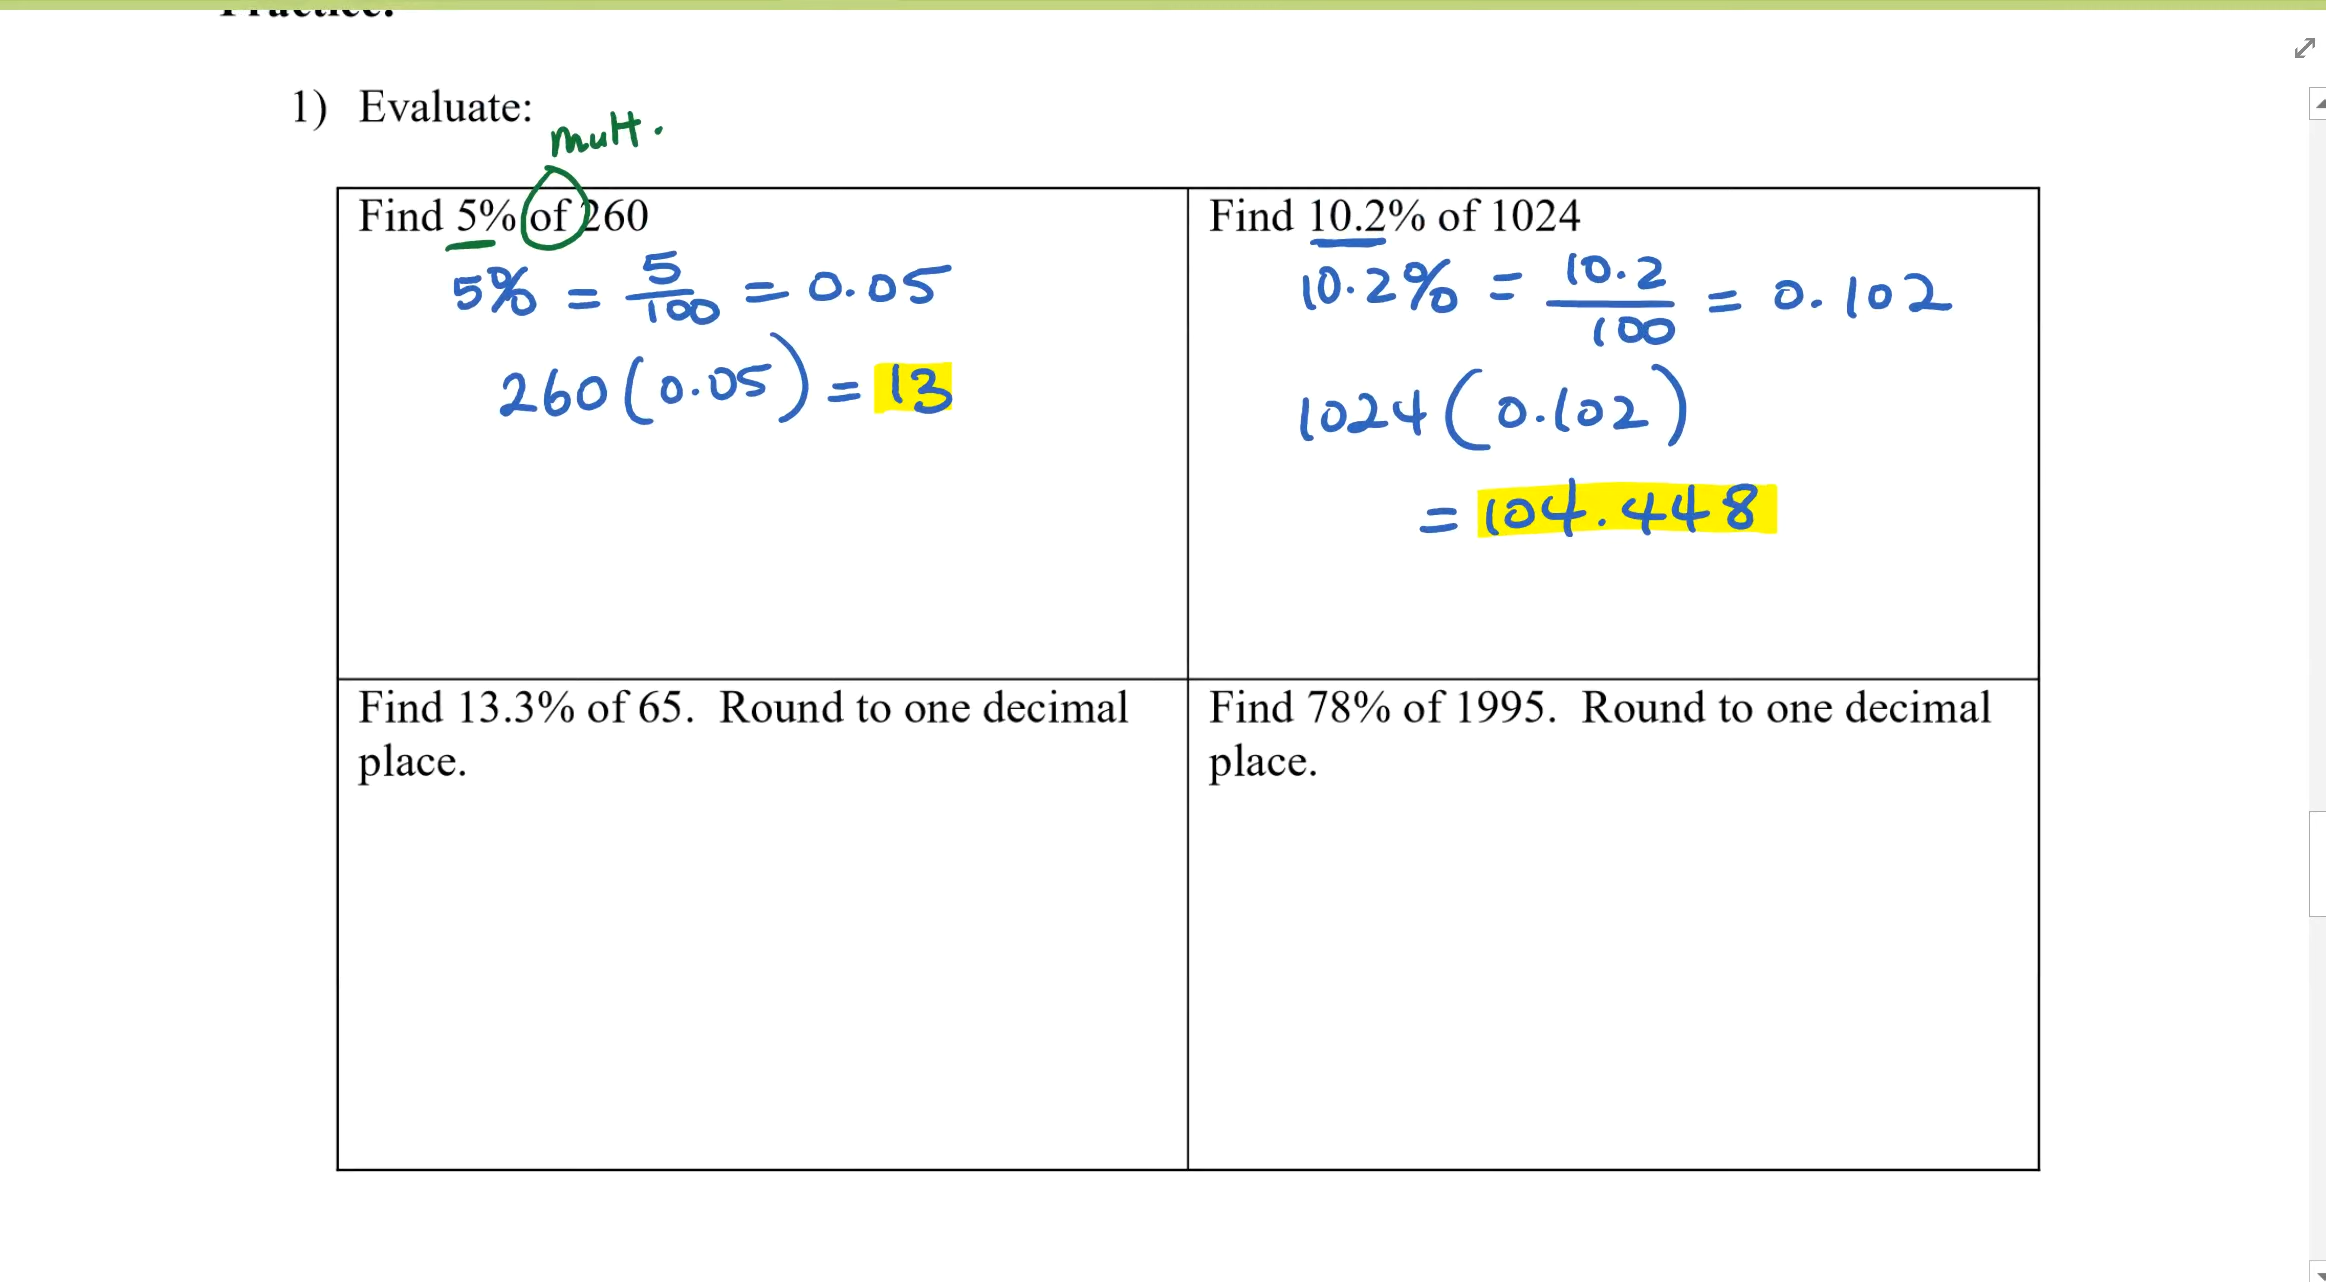 Practice:
1) Evaluate:
mult.
Find 5% of 260
5% = 5/100 = 0.05
260(0.05) = 13
Find 10.2% of 1024
10.2% = 10.2/100 = 0.102
1024(0.102)
= 104.448
Find 13.3% of 65. Round to one decimal
place.
Find 78% of 1995. Round to one decimal
place.